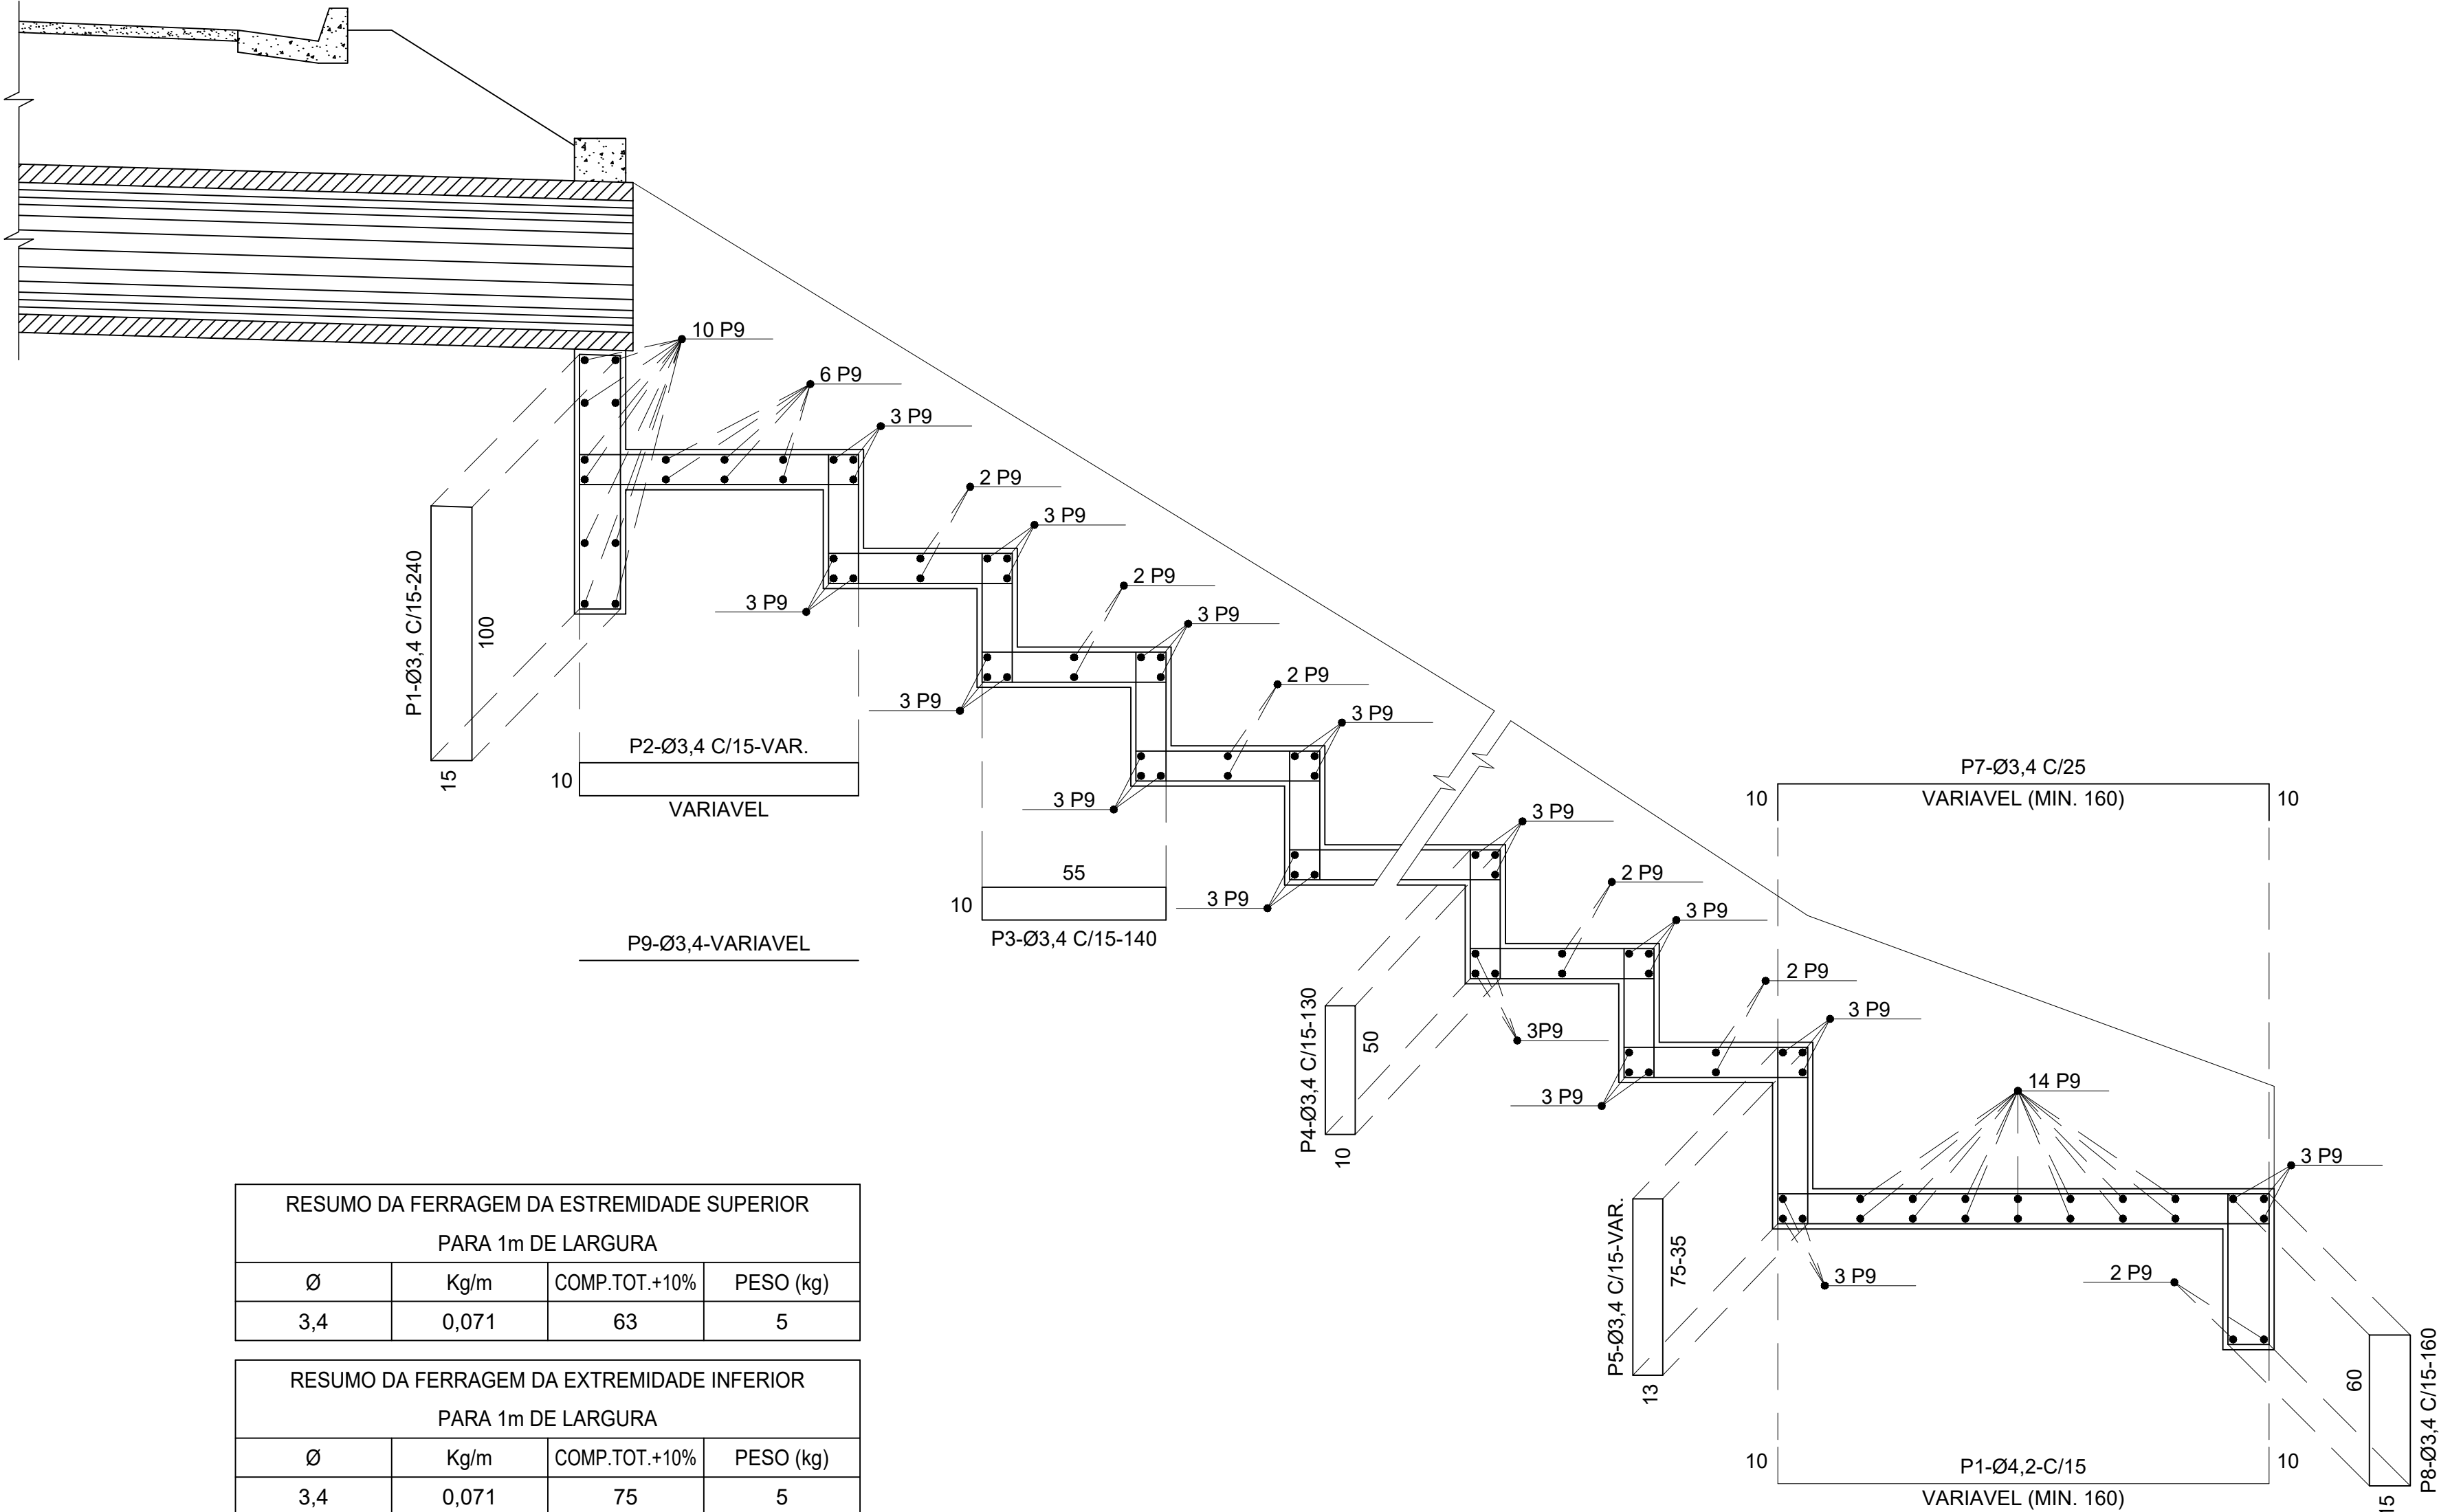 10 P9
6 P9
3 P9
2 P9
3 P9
2 P9
3 P9
2 P9
3 P9
3 P9
3 P9
3 P9
3 P9
P1-Ø3,4 C/15-240
100
15
P2-Ø3,4 C/15-VAR.
10
VARIAVEL
P9-Ø3,4-VARIAVEL
55
10
P3-Ø3,4 C/15-140
3 P9
2 P9
3 P9
2 P9
3 P9
3P9
3 P9
P4-Ø3,4 C/15-130
50
10
P7-Ø3,4 C/25
10
VARIAVEL (MIN. 160)
10
14 P9
3 P9
3 P9
2 P9
P5-Ø3,4 C/15-VAR.
75-35
13
10
P1-Ø4,2-C/15
10
VARIAVEL (MIN. 160)
60
P8-Ø3,4 C/15-160
15
RESUMO DA FERRAGEM DA ESTREMIDADE SUPERIOR
PARA 1m DE LARGURA
Ø Kg/m COMP.TOT.+10% PESO (kg)
3,4 0,071 63 5
RESUMO DA FERRAGEM DA EXTREMIDADE INFERIOR
PARA 1m DE LARGURA
Ø Kg/m COMP.TOT.+10% PESO (kg)
3,4 0,071 75 5